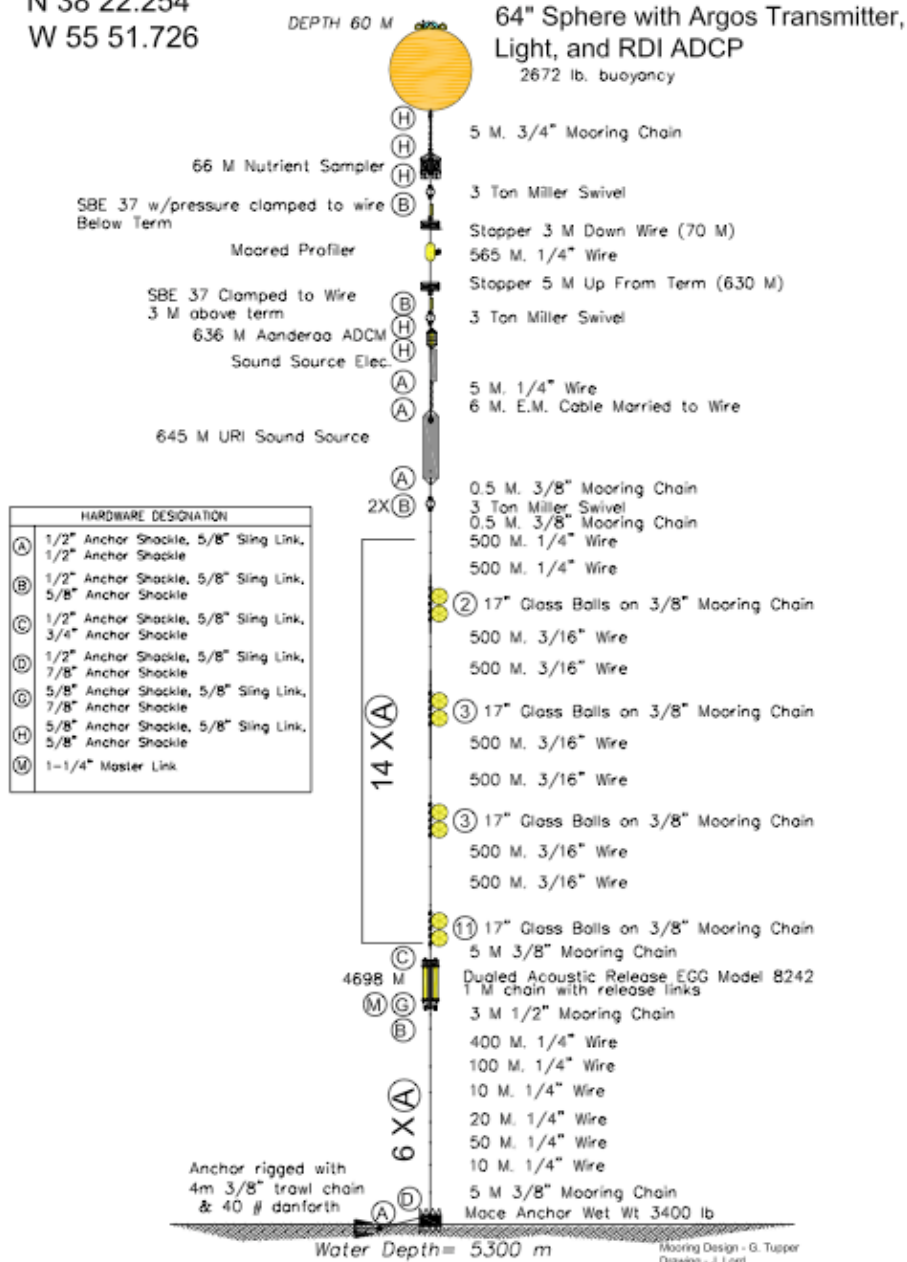 N 38 22.254
W 55 51.726
DEPTH 60 M
64" Sphere with Argos Transmitter,
Light, and RDI ADCP
2672 lb. buoyancy
H
5 M. 3/4" Mooring Chain
H
66 M Nutrient Sampler
H
3 Ton Miller Swivel
SBE 37 w/pressure clamped to wire
Below Term
B
Stopper 3 M Down Wire (70 M)
Moored Profiler
565 M. 1/4" Wire
Stopper 5 M Up From Term (630 M)
SBE 37 Clamped to Wire
3 M above term
B
3 Ton Miller Swivel
H
636 M Aanderaa ADCM
H
Sound Source Elec.
A
5 M. 1/4" Wire
6 M. E.M. Cable Married to Wire
A
645 M URI Sound Source
A
0.5 M. 3/8" Mooring Chain
2X B
3 Ton Miller Swivel
0.5 M. 3/8" Mooring Chain
500 M. 1/4" Wire
500 M. 1/4" Wire
HARDWARE DESIGNATION
A 1/2" Anchor Shackle, 5/8" Sling Link,
1/2" Anchor Shackle
B 1/2" Anchor Shackle, 5/8" Sling Link,
5/8" Anchor Shackle
C 1/2" Anchor Shackle, 5/8" Sling Link,
3/4" Anchor Shackle
D 1/2" Anchor Shackle, 5/8" Sling Link,
7/8" Anchor Shackle
G 5/8" Anchor Shackle, 5/8" Sling Link,
7/8" Anchor Shackle
H 5/8" Anchor Shackle, 5/8" Sling Link,
5/8" Anchor Shackle
M 1-1/4" Master Link
14 X A
2 17" Glass Balls on 3/8" Mooring Chain
500 M. 3/16" Wire
500 M. 3/16" Wire
3 17" Glass Balls on 3/8" Mooring Chain
500 M. 3/16" Wire
500 M. 3/16" Wire
3 17" Glass Balls on 3/8" Mooring Chain
500 M. 3/16" Wire
500 M. 3/16" Wire
11 17" Glass Balls on 3/8" Mooring Chain
5 M 3/8" Mooring Chain
C
4698 M
Dualed Acoustic Release EGG Model 8242
1 M chain with release links
M G
3 M 1/2" Mooring Chain
B
400 M. 1/4" Wire
100 M. 1/4" Wire
10 M. 1/4" Wire
20 M. 1/4" Wire
50 M. 1/4" Wire
10 M. 1/4" Wire
6 X A
Anchor rigged with
4m 3/8" trawl chain
& 40 # danforth
5 M 3/8" Mooring Chain
D
A
Mace Anchor Wet Wt 3400 lb
Water Depth= 5300 m
Mooring Design - G. Tupper
Drawing - J. Lord